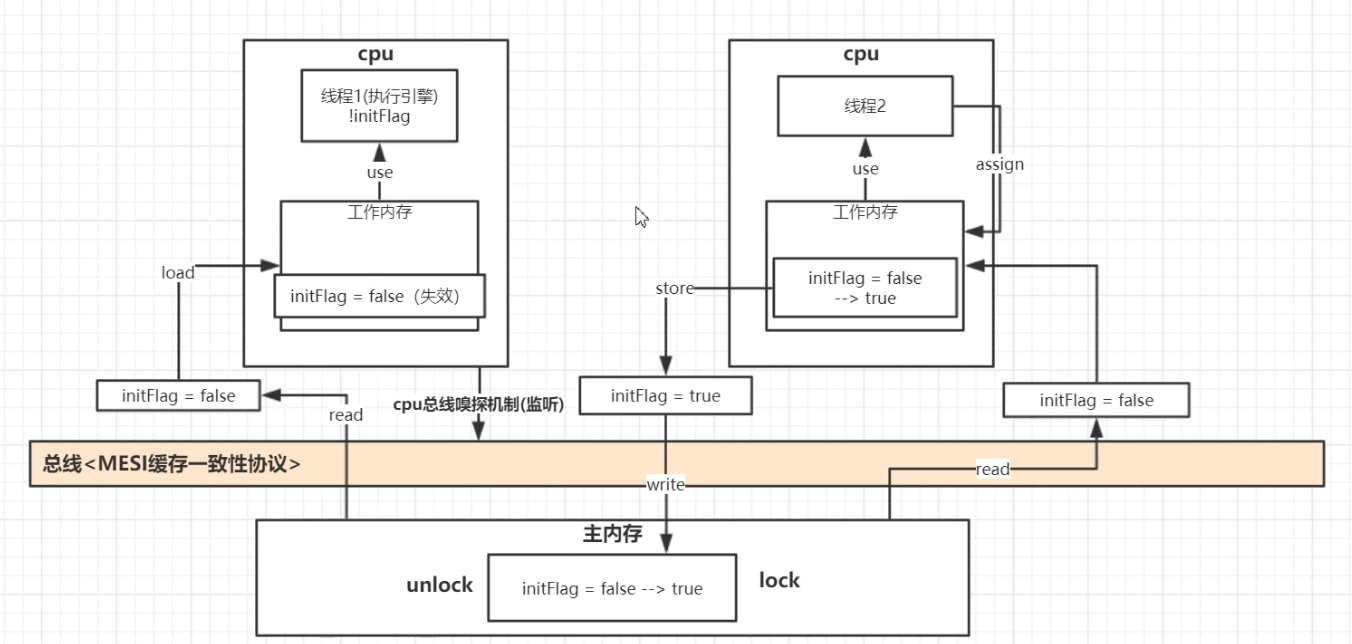 cpu
线程1(执行引擎)
!initFlag
use
工作内存
load
initFlag = false（失效）
initFlag = false
read
cpu总线嗅探机制(监听)
cpu
线程2
use
assign
工作内存
initFlag = false
--> true
store
initFlag = true
initFlag = false
总线<MESI缓存一致性协议>
write
read
主内存
unlock
initFlag = false --> true
lock